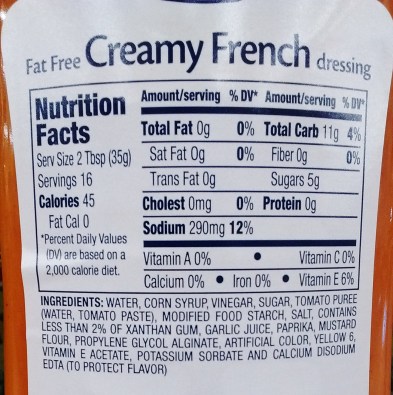 Fat Free Creamy French dressing
Nutrition Facts
Serv Size 2 Tbsp (35g)
Servings 16
Calories 45
Fat Cal 0
*Percent Daily Values
(DV) are based on a
2,000 calorie diet.
Amount/serving % DV* Amount/serving % DV*
Total Fat 0g 0% Total Carb 11g 4%
Sat Fat 0g 0% Fiber 0g 0%
Trans Fat 0g Sugars 5g
Cholest 0mg 0% Protein 0g
Sodium 290mg 12%
Vitamin A 0% • Vitamin C 0%
Calcium 0% • Iron 0% • Vitamin E 6%
INGREDIENTS: WATER, CORN SYRUP, VINEGAR, SUGAR, TOMATO PUREE
(WATER, TOMATO PASTE), MODIFIED FOOD STARCH, SALT, CONTAINS
LESS THAN 2% OF XANTHAN GUM, GARLIC JUICE, PAPRIKA, MUSTARD
FLOUR, PROPYLENE GLYCOL ALGINATE, ARTIFICIAL COLOR, YELLOW 6,
VITAMIN E ACETATE, POTASSIUM SORBATE AND CALCIUM DISODIUM
EDTA (TO PROTECT FLAVOR)